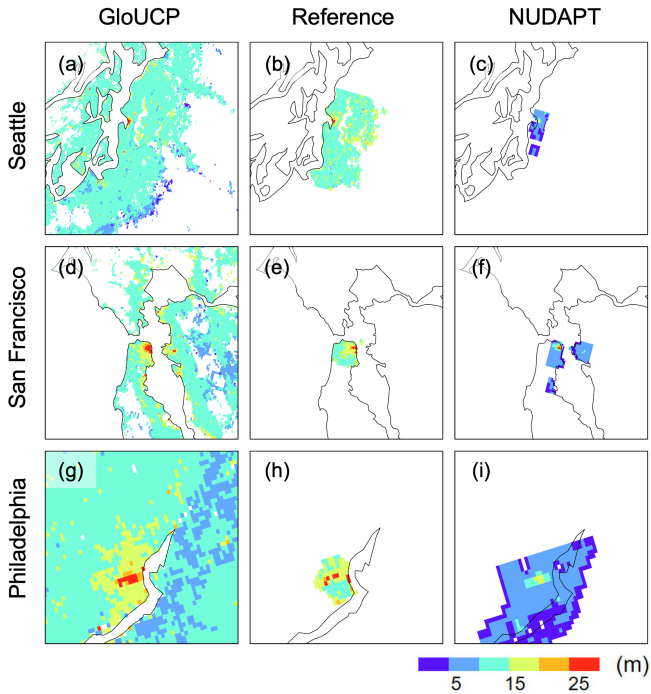 GloUCP Reference NUDAPT
Seattle
(a) (b) (c)
San Francisco
(d) (e) (f)
Philadelphia
(g) (h) (i)
5 15 25 (m)